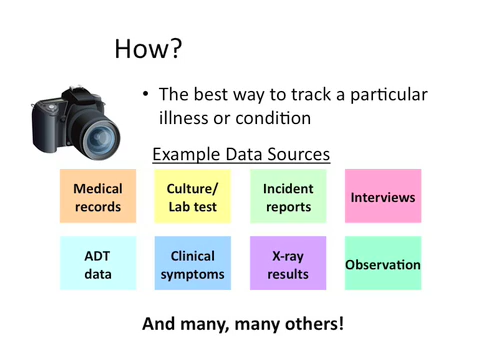 How?
• The best way to track a particular
illness or condition
Example Data Sources
Medical
records
Culture/
Lab test
Incident
reports
Interviews
ADT
data
Clinical
symptoms
X-ray
results
Observation
And many, many others!